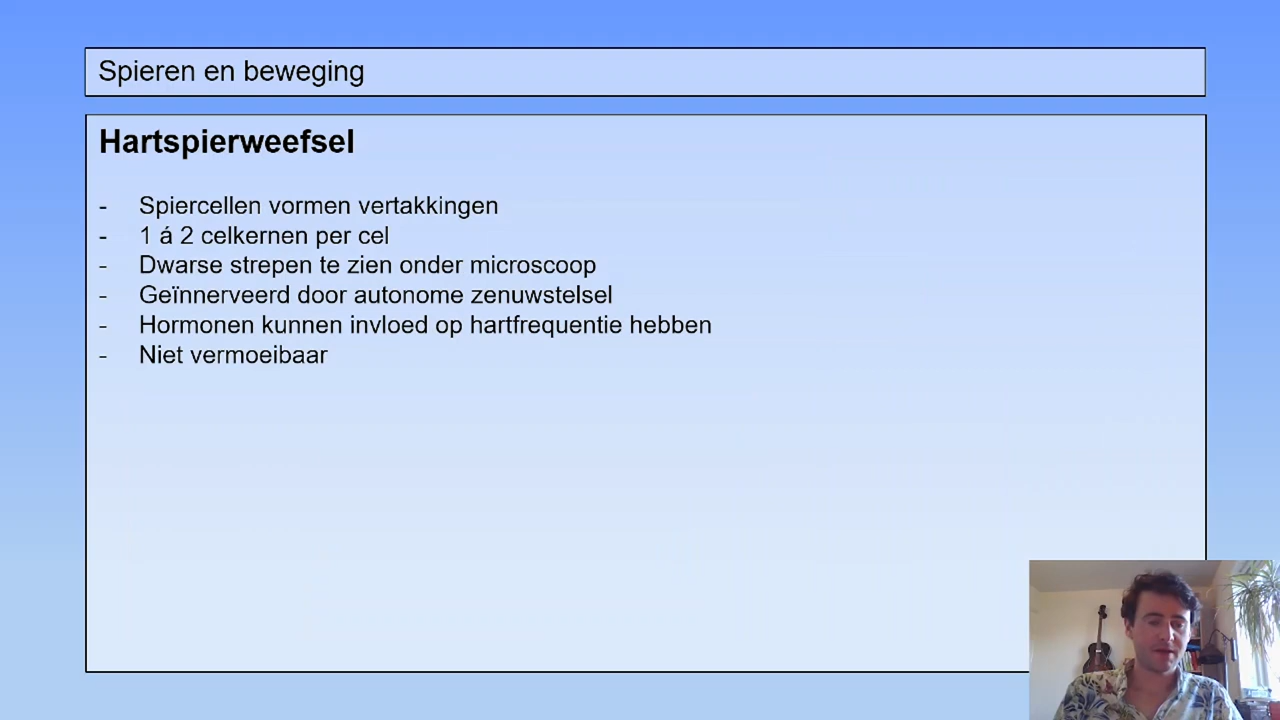 Spieren en beweging
Hartspierweefsel
- Spiercellen vormen vertakkingen
- 1 á 2 celkernen per cel
- Dwarse strepen te zien onder microscoop
- Geïnnerveerd door autonome zenuwstelsel
- Hormonen kunnen invloed op hartfrequentie hebben
- Niet vermoeibaar